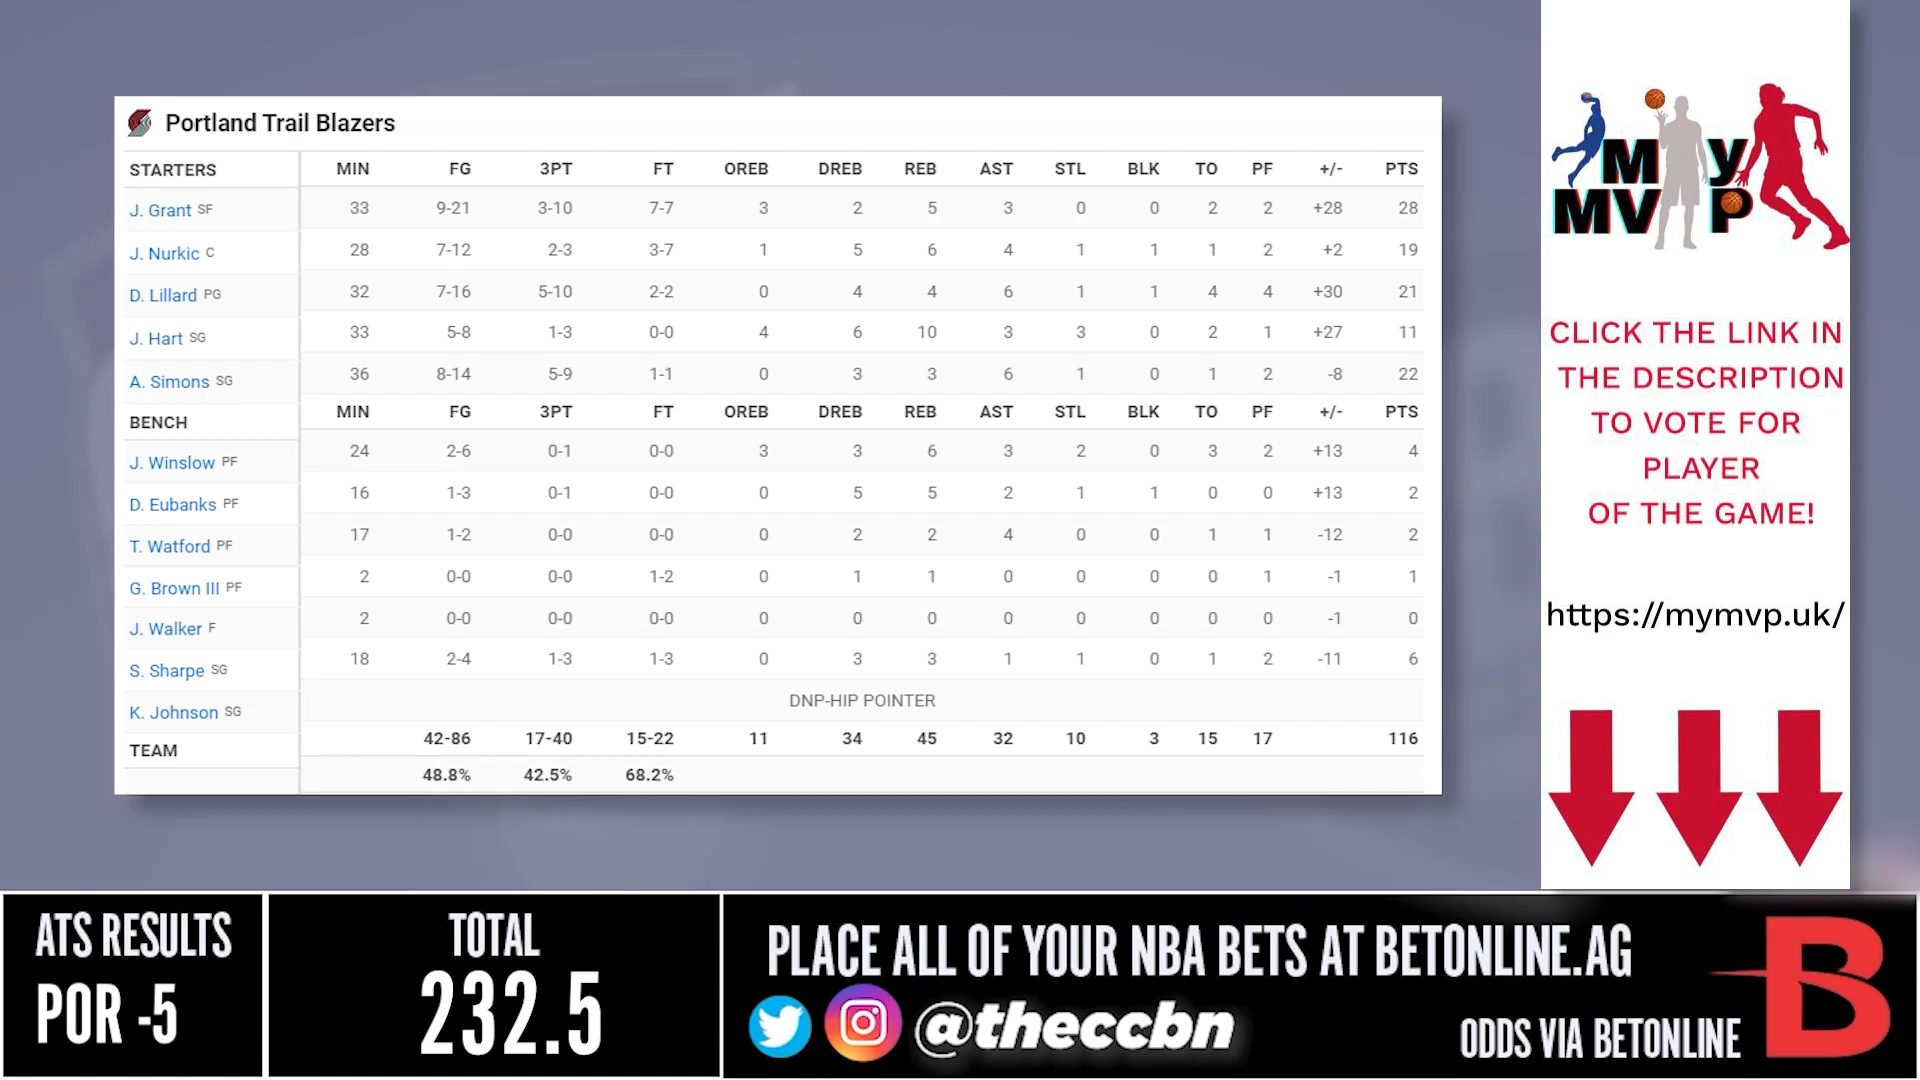 Portland Trail Blazers
STARTERS MIN FG 3PT FT OREB DREB REB AST STL BLK TO PF +/- PTS
J. Grant SF 33 9-21 3-10 7-7 3 2 5 3 0 0 2 2 +28 28
J. Nurkic C 28 7-12 2-3 3-7 1 5 6 4 1 1 1 2 +2 19
D. Lillard PG 32 7-16 5-10 2-2 0 4 4 6 1 1 4 4 +30 21
J. Hart SG 33 5-8 1-3 0-0 4 6 10 3 3 0 2 1 +27 11
A. Simons SG 36 8-14 5-9 1-1 0 3 3 6 1 0 1 2 -8 22
BENCH MIN FG 3PT FT OREB DREB REB AST STL BLK TO PF +/- PTS
J. Winslow PF 24 2-6 0-1 0-0 3 3 6 3 2 0 3 2 +13 4
D. Eubanks PF 16 1-3 0-1 0-0 0 5 5 2 1 1 0 0 +13 2
T. Watford PF 17 1-2 0-0 0-0 0 2 2 4 0 0 1 1 -12 2
G. Brown III PF 2 0-0 0-0 1-2 0 1 1 0 0 0 0 1 -1 1
J. Walker F 2 0-0 0-0 0-0 0 0 0 0 0 0 0 0 -1 0
S. Sharpe SG 18 2-4 1-3 1-3 0 3 3 1 1 0 1 2 -11 6
K. Johnson SG DNP-HIP POINTER
TEAM 42-86 17-40 15-22 11 34 45 32 10 3 15 17 116
48.8% 42.5% 68.2%
My
MVP
CLICK THE LINK IN
THE DESCRIPTION
TO VOTE FOR
PLAYER
OF THE GAME!
https://mymvp.uk/
ATS RESULTS
POR -5
TOTAL
232.5
PLACE ALL OF YOUR NBA BETS AT BETONLINE.AG
@theccbn
ODDS VIA BETONLINE
B